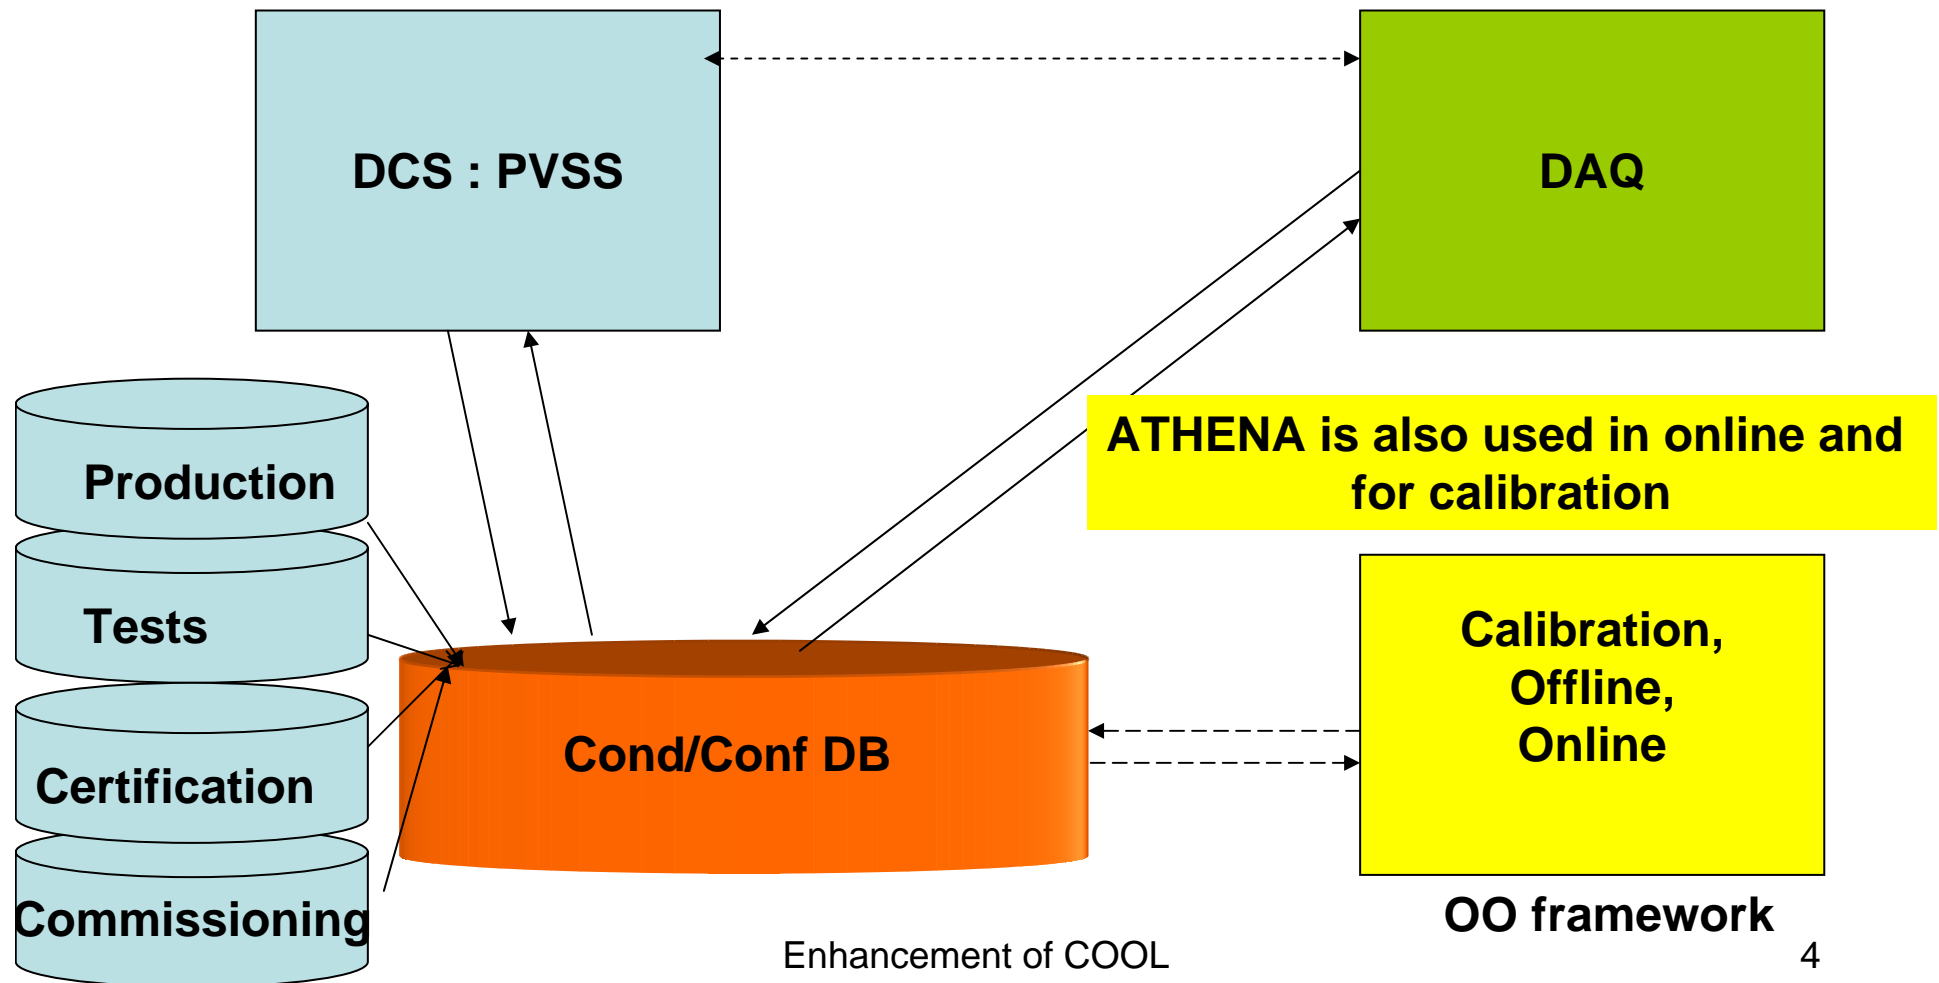 DCS : PVSS
DAQ
ATHENA is also used in online and
for calibration
Production
Tests
Certification
Commissioning
Cond/Conf DB
Calibration,
Offline,
Online
OO framework
Enhancement of COOL
4